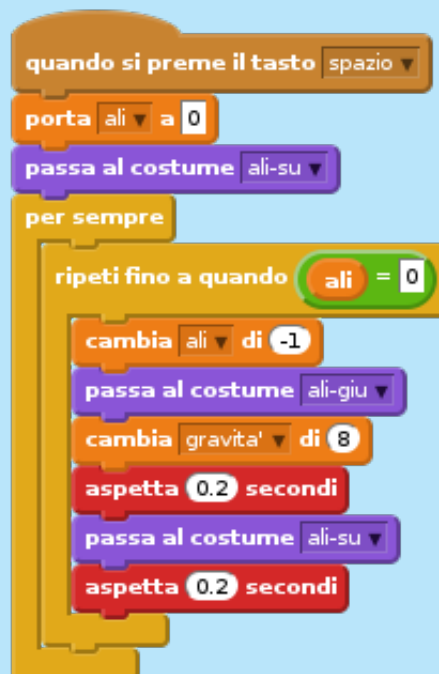 quando si preme il tasto spazio
porta ali a 0
passa al costume ali-su
per sempre
ripeti fino a quando ali = 0
cambia ali di -1
passa al costume ali-giu
cambia gravita' di 8
aspetta 0.2 secondi
passa al costume ali-su
aspetta 0.2 secondi